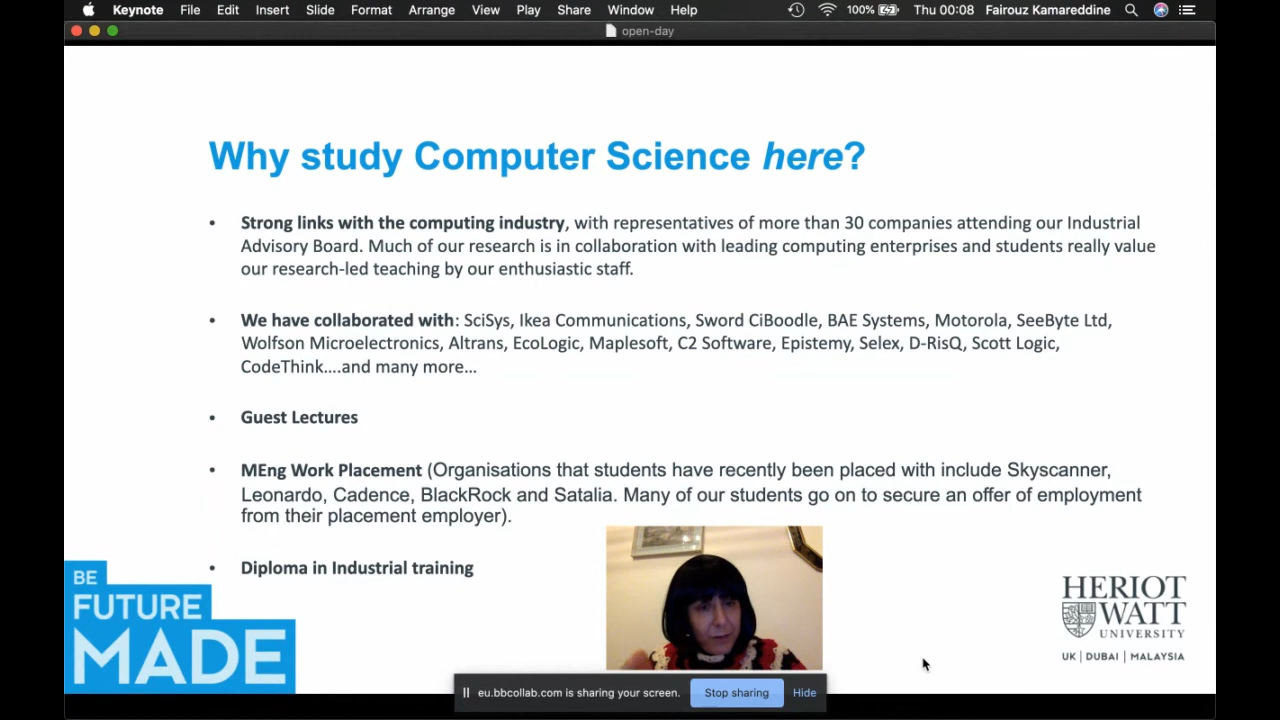 Keynote File Edit Insert Slide Format Arrange View Play Share Window Help 100% Thu 00:08 Fairouz Kamareddine
open-day
Why study Computer Science here?
• Strong links with the computing industry, with representatives of more than 30 companies attending our Industrial
Advisory Board. Much of our research is in collaboration with leading computing enterprises and students really value
our research-led teaching by our enthusiastic staff.
• We have collaborated with: SciSys, Ikea Communications, Sword CiBoodle, BAE Systems, Motorola, SeeByte Ltd,
Wolfson Microelectronics, Altrans, EcoLogic, Maplesoft, C2 Software, Epistemy, Selex, D-RisQ, Scott Logic,
CodeThink....and many more...
• Guest Lectures
• MEng Work Placement (Organisations that students have recently been placed with include Skyscanner,
Leonardo, Cadence, BlackRock and Satalia. Many of our students go on to secure an offer of employment
from their placement employer).
• Diploma in Industrial training
BE
FUTURE
MADE
HERIOT
WATT
UNIVERSITY
UK | DUBAI | MALAYSIA
eu.bbcollab.com is sharing your screen. Stop sharing Hide